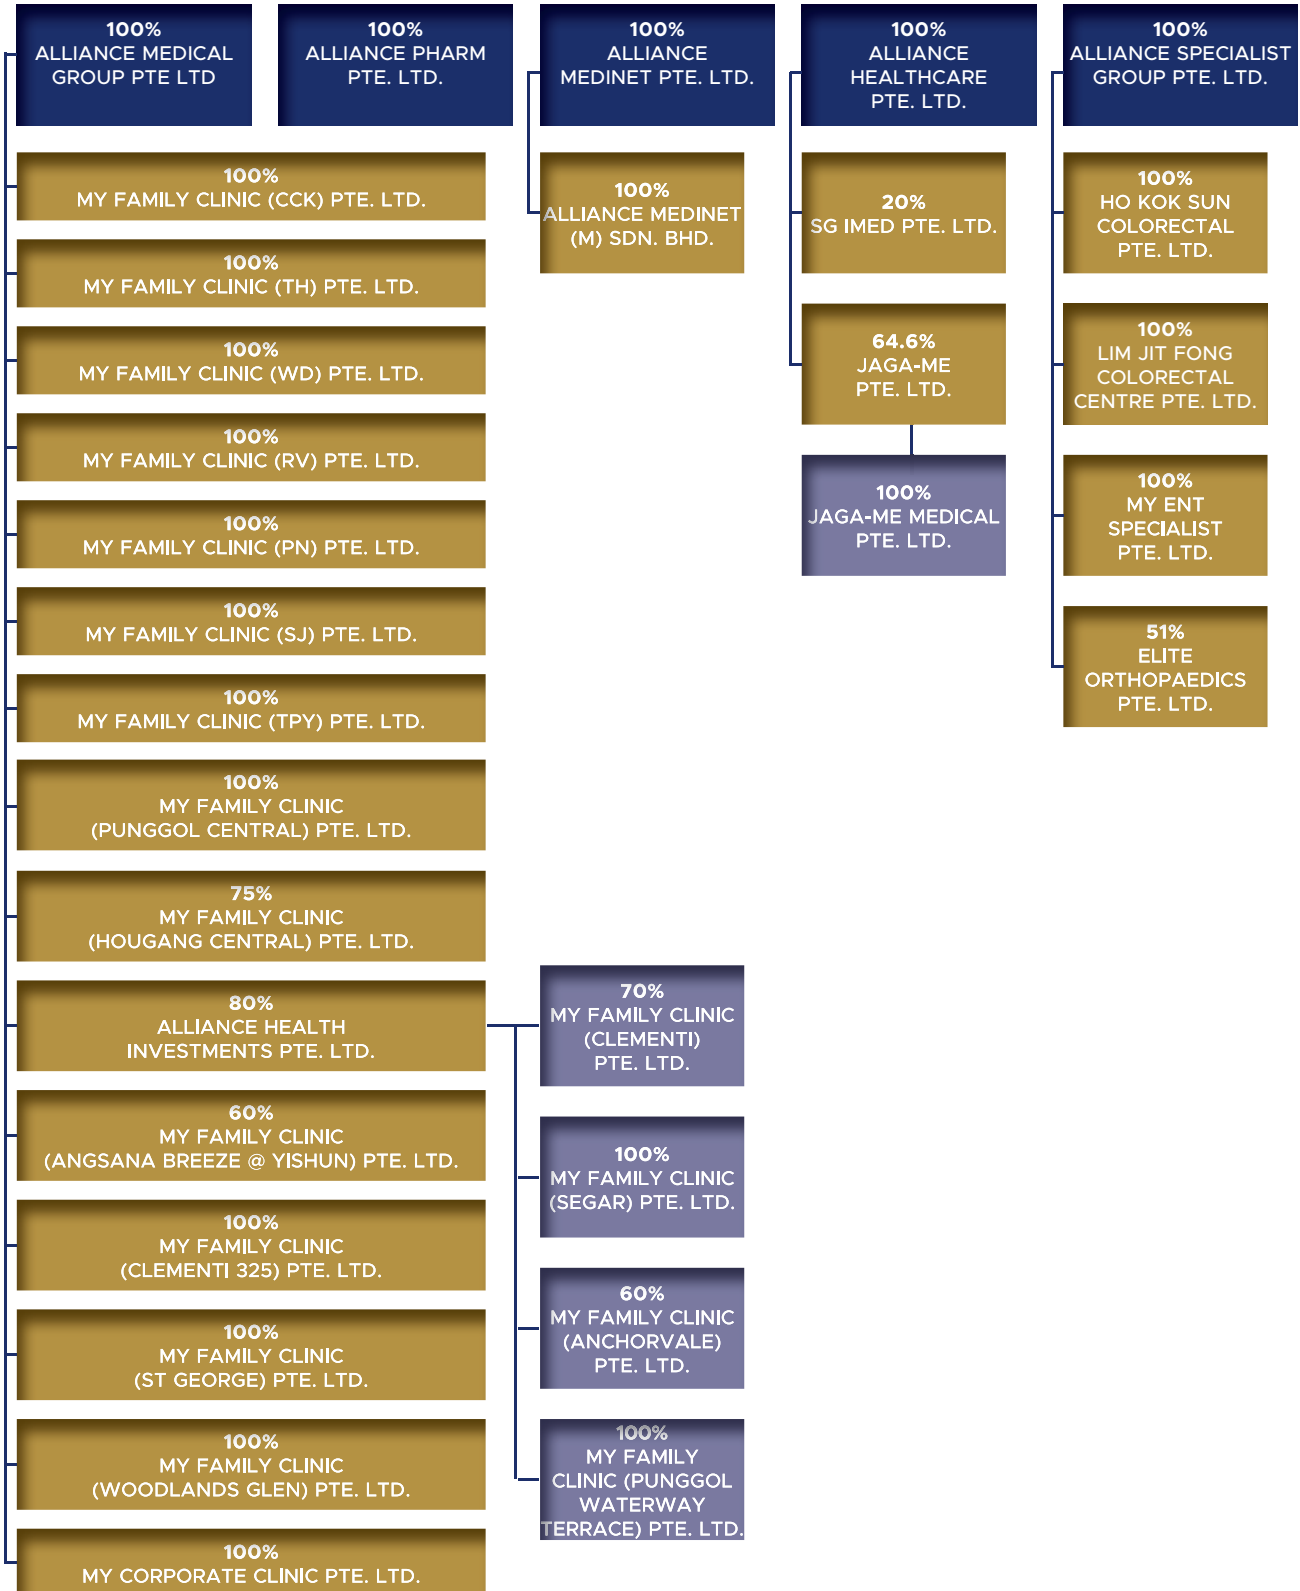 100%
ALLIANCE MEDICAL
GROUP PTE LTD
100%
ALLIANCE PHARM
PTE. LTD.
100%
ALLIANCE
MEDINET PTE. LTD.
100%
ALLIANCE
HEALTHCARE
PTE. LTD.
100%
ALLIANCE SPECIALIST
GROUP PTE. LTD.
100%
MY FAMILY CLINIC (CCK) PTE. LTD.
100%
MY FAMILY CLINIC (TH) PTE. LTD.
100%
MY FAMILY CLINIC (WD) PTE. LTD.
100%
MY FAMILY CLINIC (RV) PTE. LTD.
100%
MY FAMILY CLINIC (PN) PTE. LTD.
100%
MY FAMILY CLINIC (SJ) PTE. LTD.
100%
MY FAMILY CLINIC (TPY) PTE. LTD.
100%
MY FAMILY CLINIC
(PUNGGOL CENTRAL) PTE. LTD.
75%
MY FAMILY CLINIC
(HOUGANG CENTRAL) PTE. LTD.
80%
ALLIANCE HEALTH
INVESTMENTS PTE. LTD.
60%
MY FAMILY CLINIC
(ANGSANA BREEZE @ YISHUN) PTE. LTD.
100%
MY FAMILY CLINIC
(CLEMENTI 325) PTE. LTD.
100%
MY FAMILY CLINIC
(ST GEORGE) PTE. LTD.
100%
MY FAMILY CLINIC
(WOODLANDS GLEN) PTE. LTD.
100%
MY CORPORATE CLINIC PTE. LTD.
70%
MY FAMILY CLINIC
(CLEMENTI)
PTE. LTD.
100%
MY FAMILY CLINIC
(SEGAR) PTE. LTD.
60%
MY FAMILY CLINIC
(ANCHORVALE)
PTE. LTD.
100%
MY FAMILY
CLINIC (PUNGGOL
WATERWAY
TERRACE) PTE. LTD.
100%
ALLIANCE MEDINET
(M) SDN. BHD.
20%
SG IMED PTE. LTD.
64.6%
JAGA-ME
PTE. LTD.
100%
JAGA-ME MEDICAL
PTE. LTD.
100%
HO KOK SUN
COLORECTAL
PTE. LTD.
100%
LIM JIT FONG
COLORECTAL
CENTRE PTE. LTD.
100%
MY ENT
SPECIALIST
PTE. LTD.
51%
ELITE
ORTHOPAEDICS
PTE. LTD.